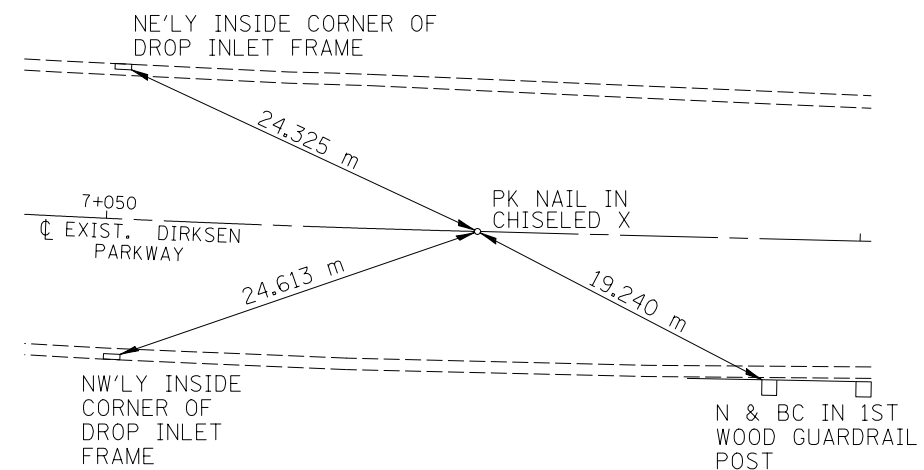 NE'LY INSIDE CORNER OF
DROP INLET FRAME
24.325 m
PK NAIL IN
CHISELED X
7+050
℄ EXIST. DIRKSEN
PARKWAY
24.613 m
19.240 m
NW'LY INSIDE
CORNER OF
DROP INLET
FRAME
N & BC IN 1ST
WOOD GUARDRAIL
POST